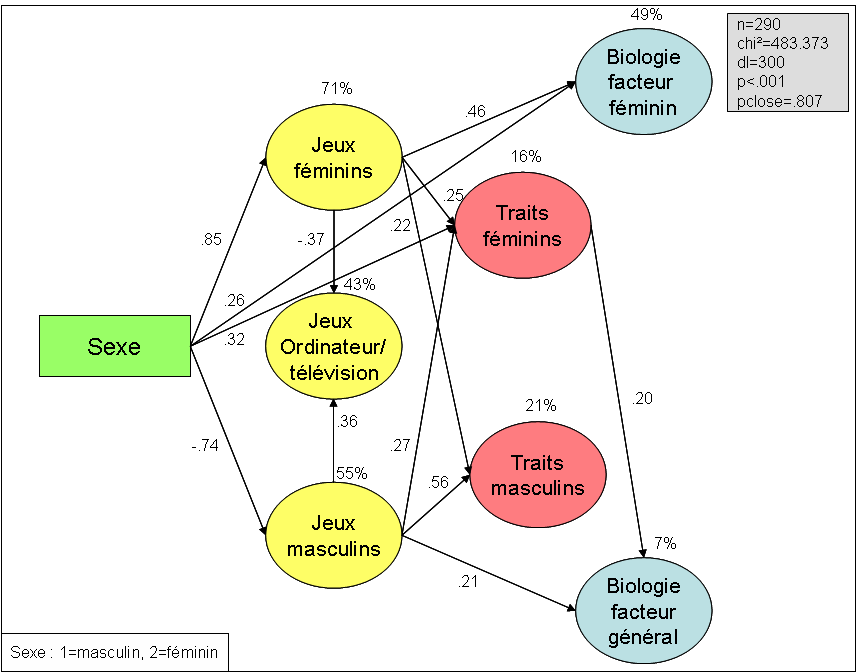 49%
n=290
chi²=483.373
dl=300
p<.001
pclose=.807
Biologie
facteur
féminin
71%
.46
Jeux
féminins
16%
.25
Traits
féminins
.85
-.37
.22
43%
.26
.32
Sexe
Jeux
Ordinateur/
télévision
.20
21%
.36
-.74
.27
55%
.56
Traits
masculins
Jeux
masculins
7%
.21
Biologie
facteur
général
Sexe : 1=masculin, 2=féminin